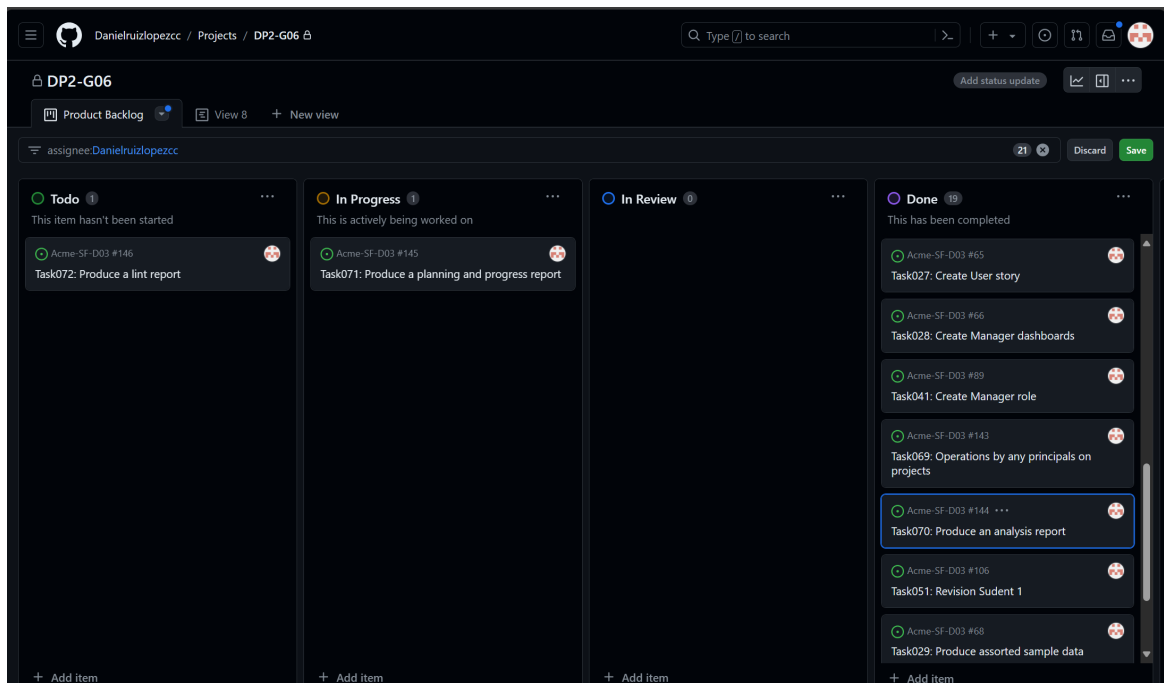 Danielruizlopezcc / Projects / DP2-G06
Type / to search
DP2-G06
Add status update
Product Backlog
View 8
New view
assignee:Danielruizlopezcc
21
Discard
Save
Todo 1
This item hasn't been started
Acme-SF-D03 #146
Task072: Produce a lint report
Add item
In Progress 1
This is actively being worked on
Acme-SF-D03 #145
Task071: Produce a planning and progress report
Add item
In Review 0
Add item
Done 19
This has been completed
Acme-SF-D03 #65
Task027: Create User story
Acme-SF-D03 #66
Task028: Create Manager dashboards
Acme-SF-D03 #89
Task041: Create Manager role
Acme-SF-D03 #143
Task069: Operations by any principals on
projects
Acme-SF-D03 #144
Task070: Produce an analysis report
Acme-SF-D03 #106
Task051: Revision Sudent 1
Acme-SF-D03 #68
Task029: Produce assorted sample data
Add item